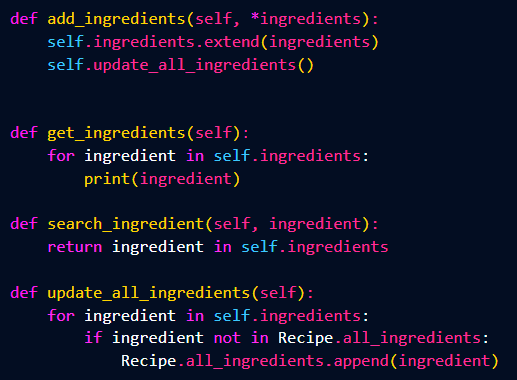 def add_ingredients(self, *ingredients):
    self.ingredients.extend(ingredients)
    self.update_all_ingredients()
def get_ingredients(self):
    for ingredient in self.ingredients:
        print(ingredient)
def search_ingredient(self, ingredient):
    return ingredient in self.ingredients
def update_all_ingredients(self):
    for ingredient in self.ingredients:
        if ingredient not in Recipe.all_ingredients:
            Recipe.all_ingredients.append(ingredient)